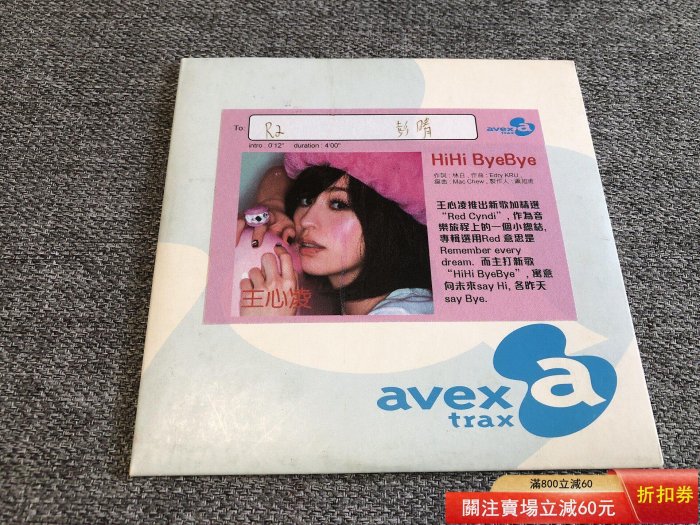 To:
R2 彭晴
avex
trax
intro : 0'12" duration : 4'00"
HiHi ByeBye
作詞 : 林白 , 作曲 : Edry KRU
編曲 : Mac Chew , 製作人 :
王心凌推出新歌加精選
“Red Cyndi”, 作為音
樂旅程上的一個小總結,
專輯選用Red 意思是
Remember every
dream. 而主打新歌
“HiHi ByeBye”, 寓意
向未來say Hi, 各昨天
say Bye.
王心凌
avex a
trax
滿800立減60
關注賣場立減60元
折扣券